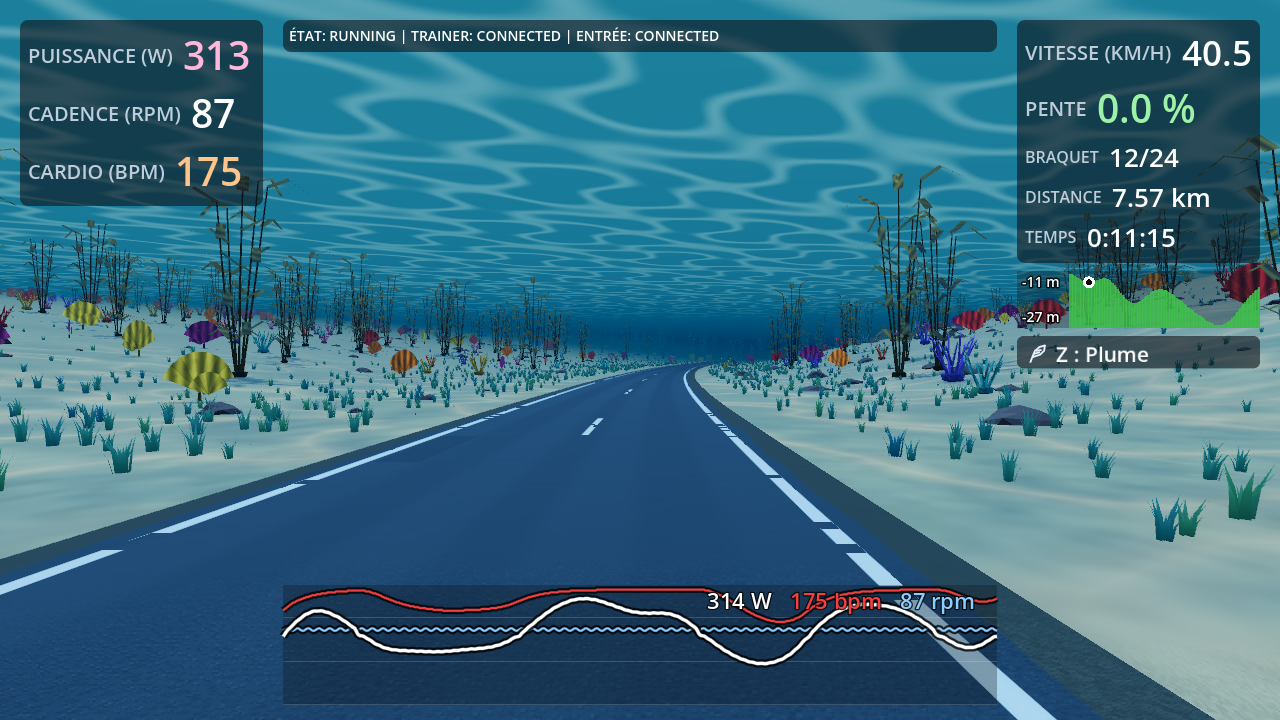 PUISSANCE (W) 313
CADENCE (RPM) 87
CARDIO (BPM) 175
ÉTAT: RUNNING | TRAINER: CONNECTED | ENTRÉE: CONNECTED
VITESSE (KM/H) 40.5
PENTE 0.0 %
BRAQUET 12/24
DISTANCE 7.57 km
TEMPS 0:11:15
-11 m
-27 m
Z : Plume
314 W 175 bpm 87 rpm